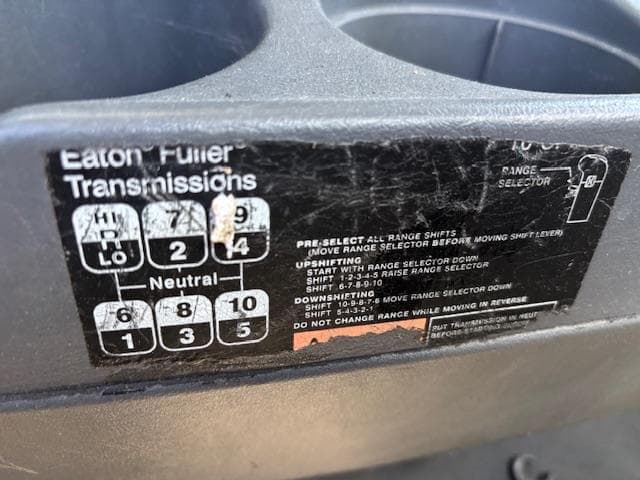 Eaton® Fuller®
Transmissions
HI
R
LO
7
2
9
4
Neutral
6
1
8
3
10
5
RANGE
SELECTOR
PRE-SELECT ALL RANGE SHIFTS
(MOVE RANGE SELECTOR BEFORE MOVING SHIFT LEVER)
UPSHIFTING
START WITH RANGE SELECTOR DOWN
SHIFT 1-2-3-4-5 RAISE RANGE SELECTOR
SHIFT 6-7-8-9-10
DOWNSHIFTING
SHIFT 10-9-8-7-6 MOVE RANGE SELECTOR DOWN
SHIFT 5-4-3-2-1
DO NOT CHANGE RANGE WHILE MOVING IN REVERSE
PUT TRANSMISSION IN NEUT
BEFORE STARTING